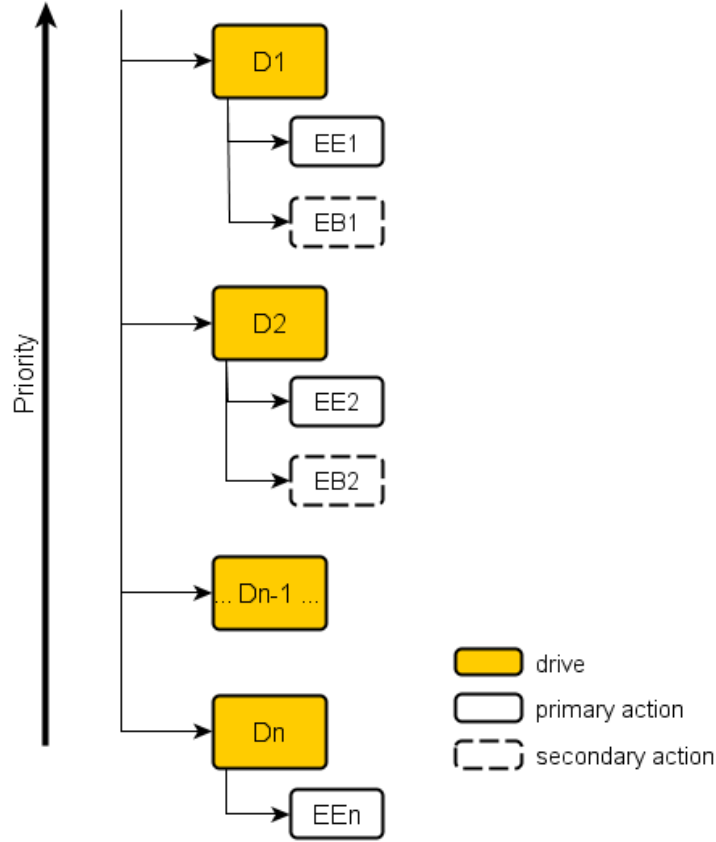 D1
EE1
EB1
D2
EE2
EB2
Priority
... Dn-1 ...
Dn
EEn
drive
primary action
secondary action